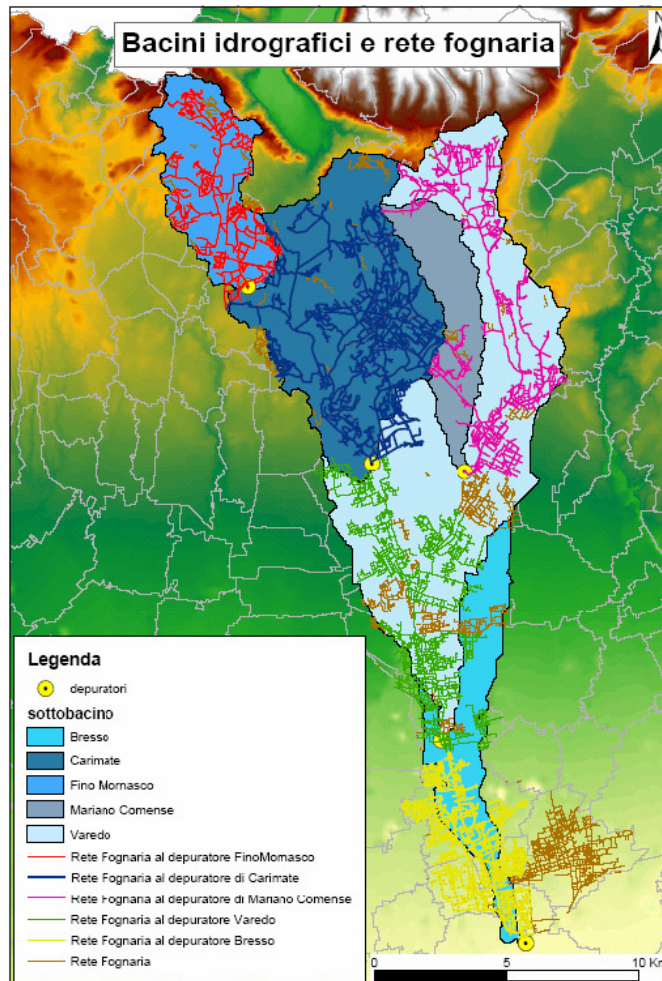 Bacini idrografici e rete fognaria
N
Legenda
depuratori
sottobacino
Bresso
Carimate
Fino Mornasco
Mariano Comense
Varedo
Rete Fognaria al depuratore FinoMornasco
Rete Fognaria al depuratore di Carimate
Rete Fognaria al depuratore di Mariano Comense
Rete Fognaria al depuratore Varedo
Rete Fognaria al depuratore Bresso
Rete Fognaria
0 5 10 Km